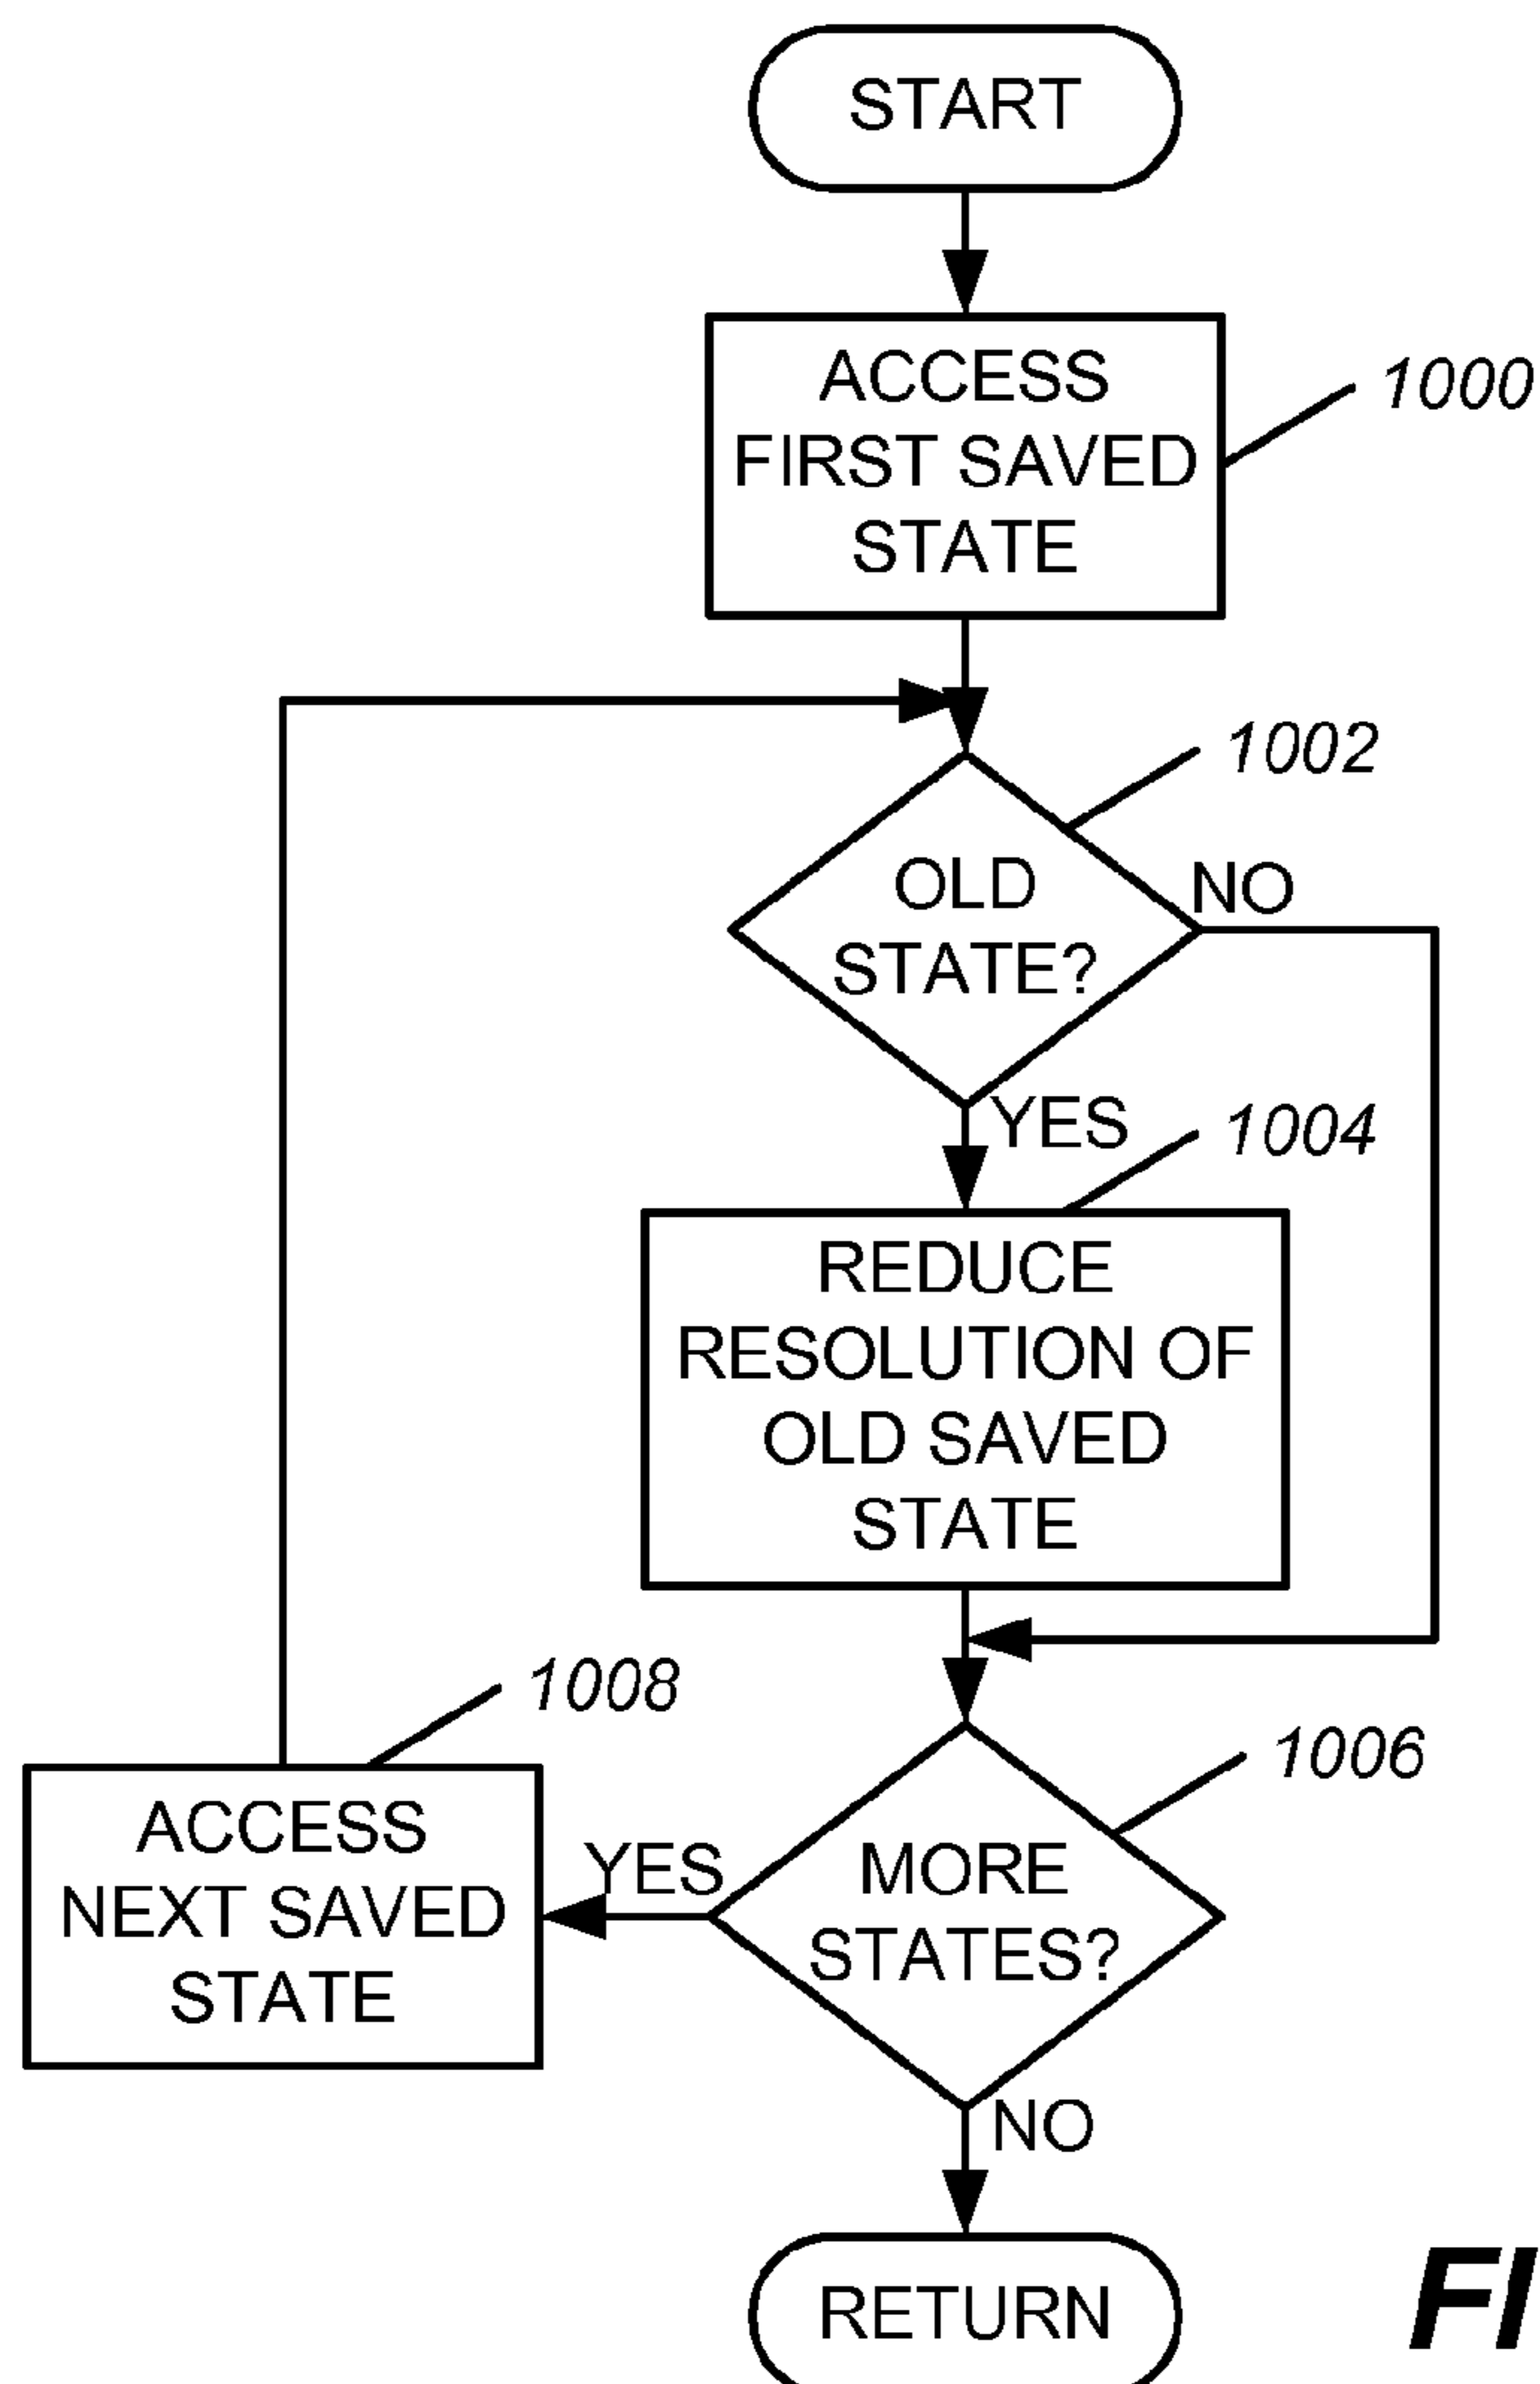 START
ACCESS
FIRST SAVED
STATE
1000
1002
OLD
STATE?
NO
YES
1004
REDUCE
RESOLUTION OF
OLD SAVED
STATE
1008
1006
ACCESS
NEXT SAVED
STATE
YES
MORE
STATES?
NO
RETURN
FI